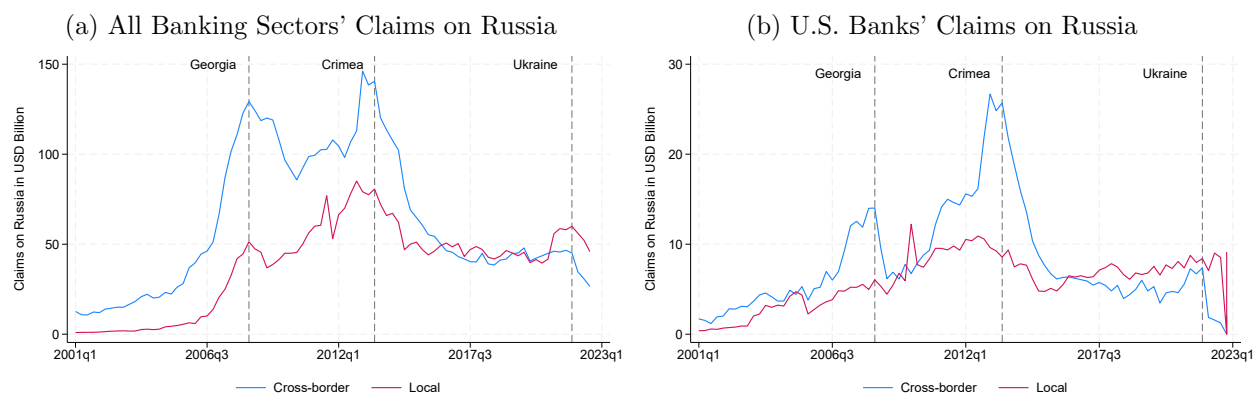 (a) All Banking Sectors' Claims on Russia
Claims on Russia in USD Billion
150
100
50
0
Georgia
Crimea
Ukraine
2001q1
2006q3
2012q1
2017q3
2023q1
Cross-border
Local
(b) U.S. Banks' Claims on Russia
Claims on Russia in USD Billion
30
20
10
0
Georgia
Crimea
Ukraine
2001q1
2006q3
2012q1
2017q3
2023q1
Cross-border
Local